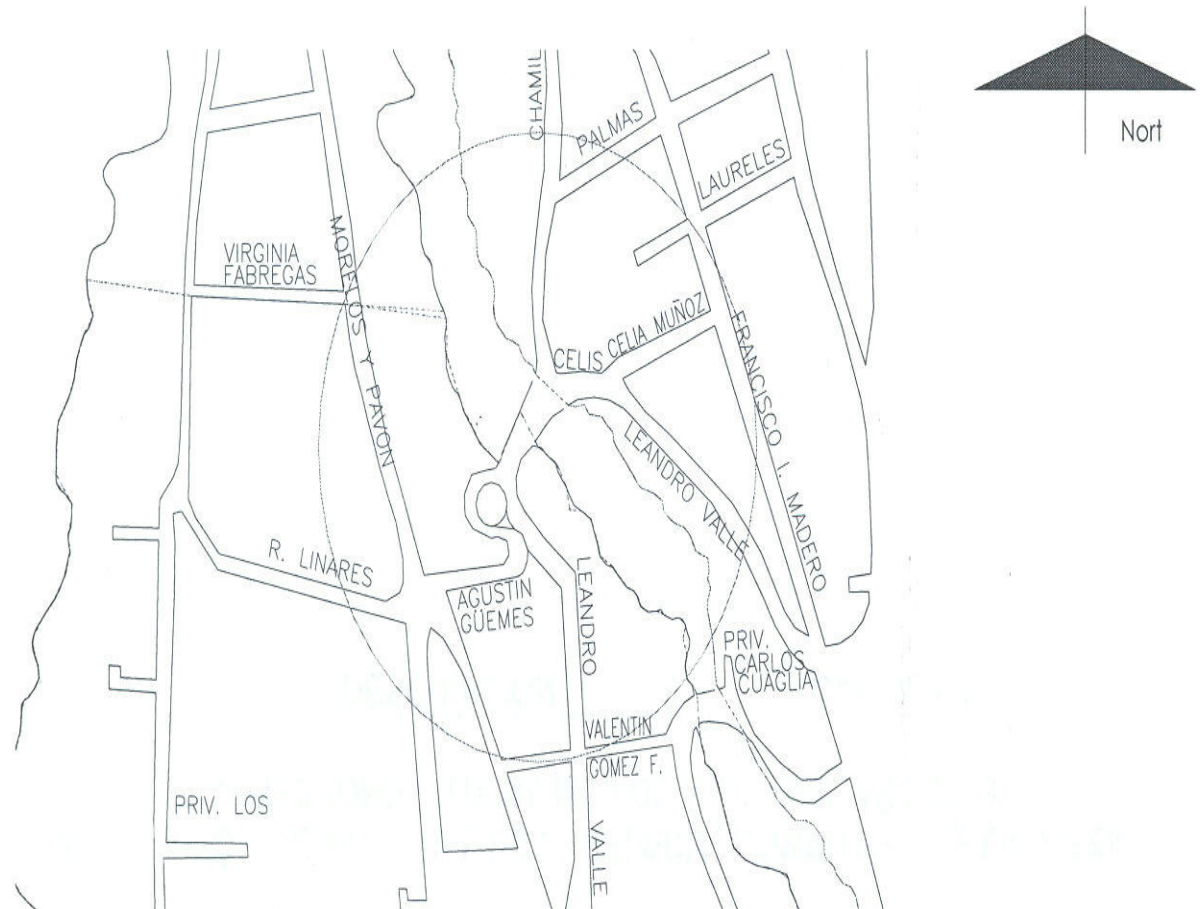 Nort
CHAMIL
PALMAS
LAURELES
VIRGINIA
FABREGAS
MORELOS Y PAVON
CELIS
CELIA MUÑOZ
FRANCISCO I. MADERO
LEANDRO VALLE
R. LINARES
AGUSTIN
GÜEMES
LEANDRO
PRIV.
CARLOS
CUAGLIA
VALENTIN
GOMEZ F.
PRIV. LOS
VALLE